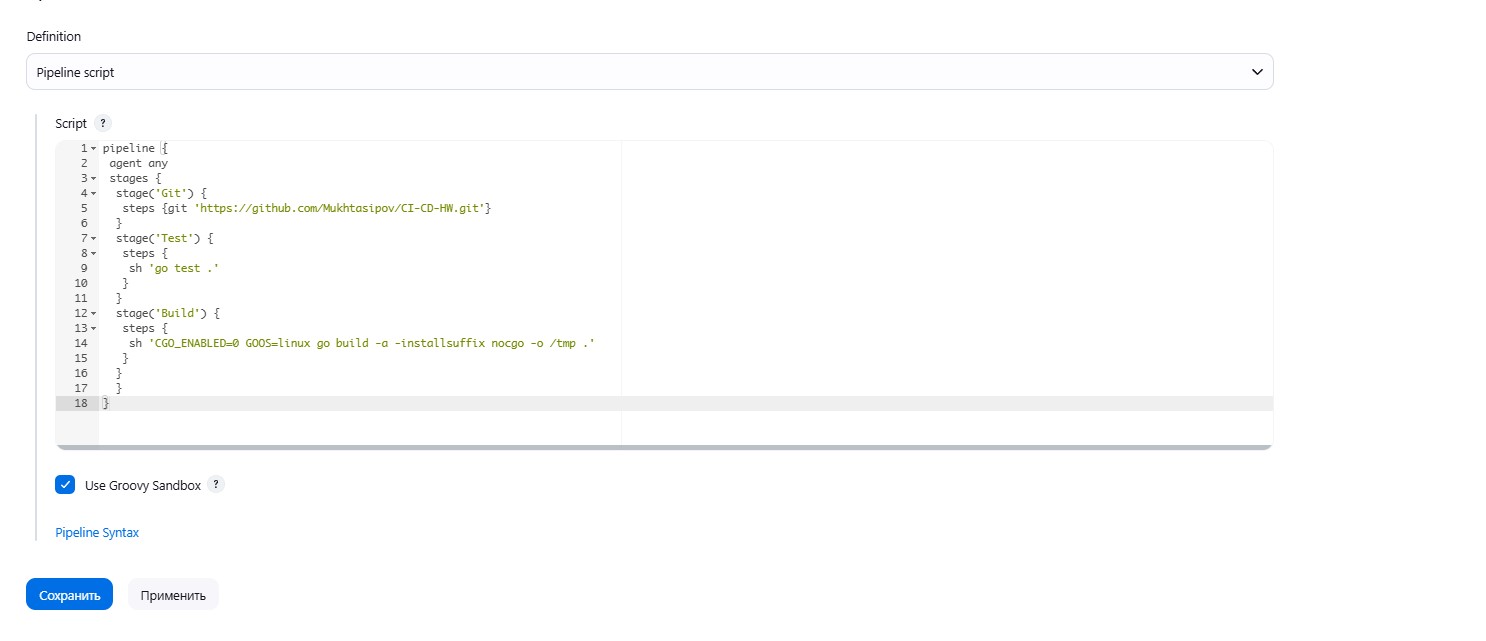 Definition
Pipeline script
Script ?
1 pipeline {
2 agent any
3 stages {
4 stage('Git') {
5 steps {git 'https://github.com/Mukhtasipov/CI-CD-HW.git'}
6 }
7 stage('Test') {
8 steps {
9 sh 'go test .'
10 }
11 }
12 stage('Build') {
13 steps {
14 sh 'CGO_ENABLED=0 GOOS=linux go build -a -installsuffix nocgo -o /tmp .'
15 }
16 }
17 }
18 }
Use Groovy Sandbox ?
Pipeline Syntax
Сохранить Применить